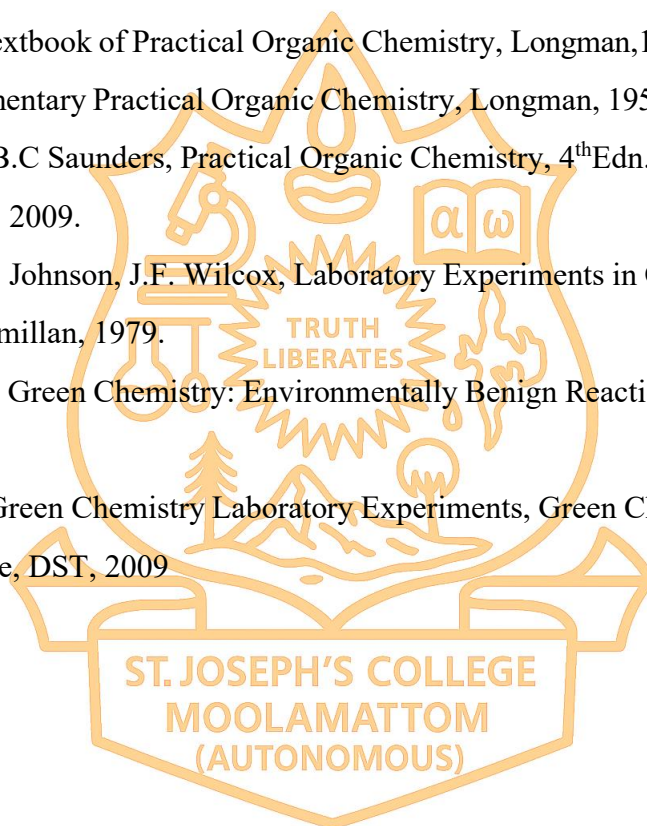 extbook of Practical Organic Chemistry, Longman,1
mentary Practical Organic Chemistry, Longman, 195
B.C Saunders, Practical Organic Chemistry, 4thEdn.
2009.
Johnson, J.F. Wilcox, Laboratory Experiments in
millan, 1979.
Green Chemistry: Environmentally Benign Reacti
Green Chemistry Laboratory Experiments, Green C
e, DST, 2009
α ω
TRUTH
LIBERATES
ST. JOSEPH'S COLLEGE
MOOLAMATTOM
(AUTONOMOUS)